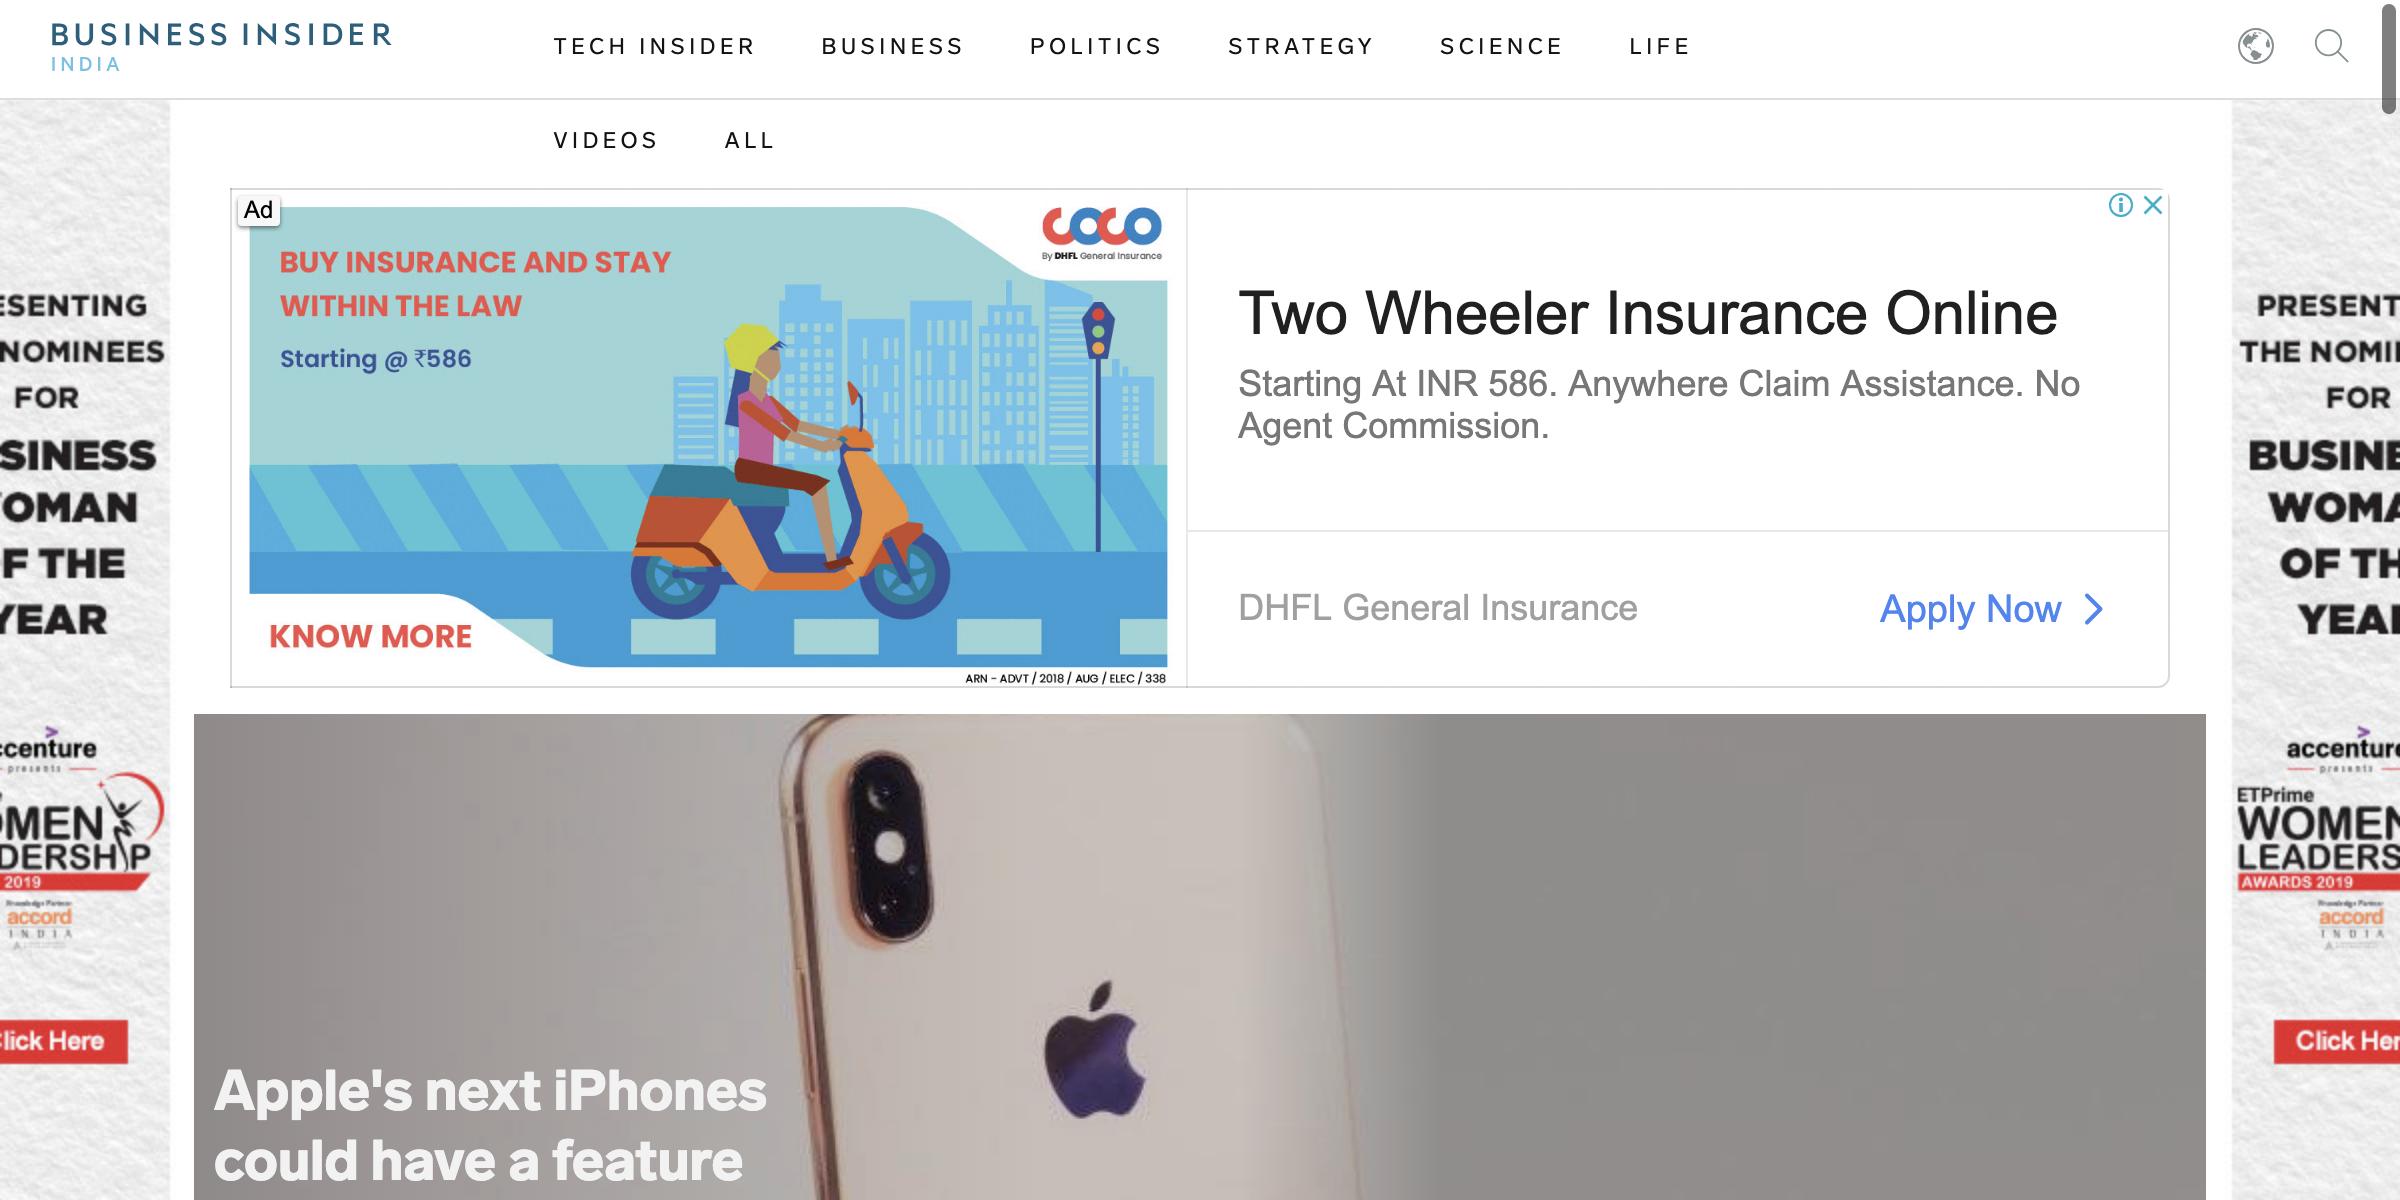 BUSINESS INSIDER
INDIA
TECH INSIDER
BUSINESS
POLITICS
STRATEGY
SCIENCE
LIFE
VIDEOS
ALL
Ad
BUY INSURANCE AND STAY
WITHIN THE LAW
Starting @ ₹586
COCO
By DHFL General Insurance
KNOW MORE
ARN - ADVT / 2018 / AUG / ELEC / 338
Two Wheeler Insurance Online
Starting At INR 586. Anywhere Claim Assistance. No
Agent Commission.
DHFL General Insurance
Apply Now
ESENTING
NOMINEES
FOR
SINESS
OMAN
F THE
YEAR
ccenture
presents
OMEN
DERSHIP
2019
Knowledge Partner
accord
INDIA
lick Here
PRESENT
THE NOMI
FOR
BUSINE
WOMA
OF TH
YEA
accenture
presents
ETPrime
WOMEN
LEADERS
AWARDS 2019
Knowledge Partner
accord
INDIA
Click Her
Apple's next iPhones
could have a feature